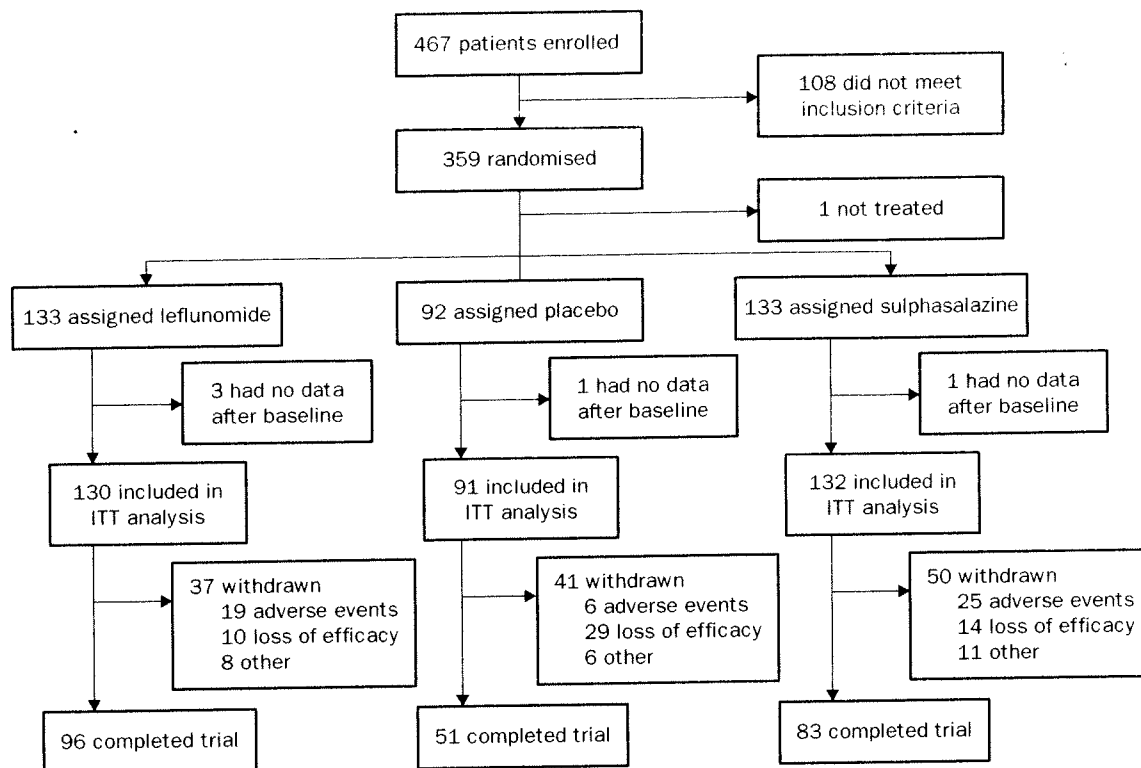 467 patients enrolled
108 did not meet
inclusion criteria
359 randomised
1 not treated
133 assigned leflunomide
92 assigned placebo
133 assigned sulphasalazine
3 had no data
after baseline
1 had no data
after baseline
1 had no data
after baseline
130 included in
ITT analysis
91 included in
ITT analysis
132 included in
ITT analysis
37 withdrawn
19 adverse events
10 loss of efficacy
8 other
41 withdrawn
6 adverse events
29 loss of efficacy
6 other
50 withdrawn
25 adverse events
14 loss of efficacy
11 other
96 completed trial
51 completed trial
83 completed trial